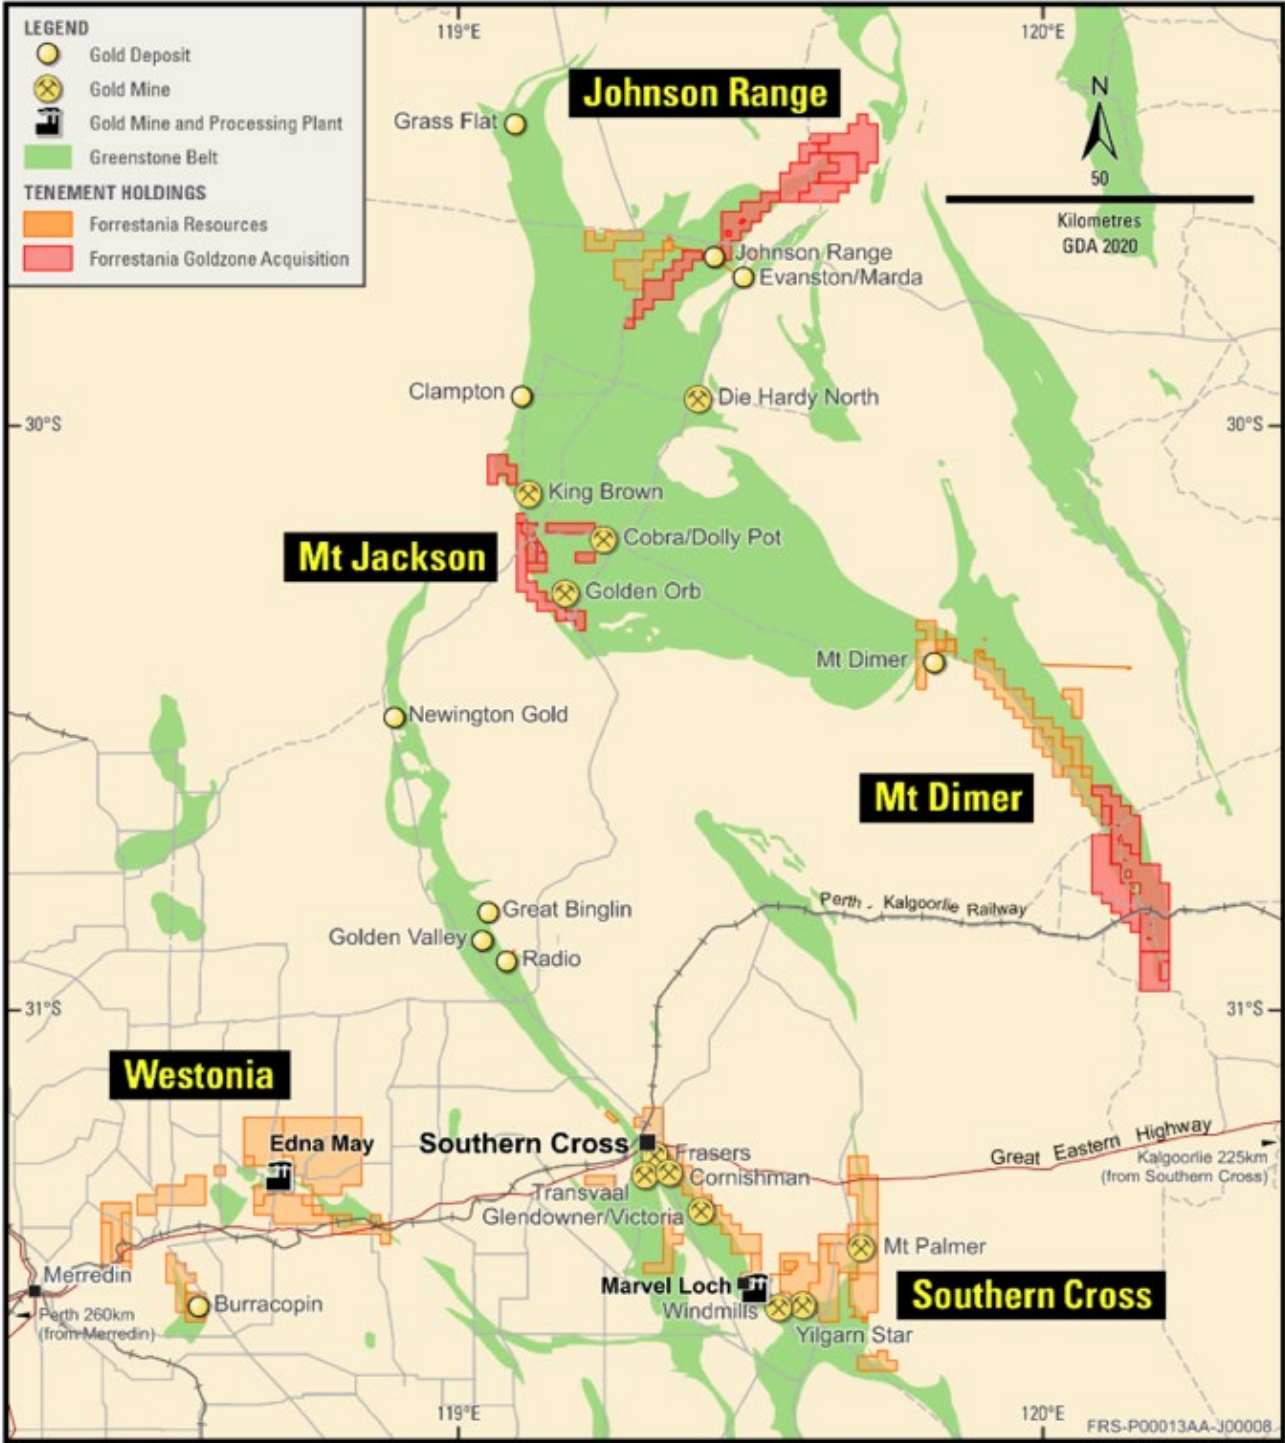 LEGEND
Gold Deposit
Gold Mine
Gold Mine and Processing Plant
Greenstone Belt
TENEMENT HOLDINGS
Forrestania Resources
Forrestania Goldzone Acquisition
119°E
120°E
Johnson Range
Grass Flat
N
50
Kilometres
GDA 2020
Johnson Range
Evanston/Marda
Clampton
Die Hardy North
30°S
30°S
King Brown
Mt Jackson
Cobra/Dolly Pot
Golden Orb
Mt Dimer
Newington Gold
Mt Dimer
Great Binglin
Perth - Kalgoorlie Railway
Golden Valley
Radio
31°S
31°S
Westonia
Edna May
Southern Cross
Frasers
Great Eastern Highway
Kalgoorlie 225km
(from Southern Cross)
Cornishman
Transvaal
Glendowner/Victoria
Mt Palmer
Merredin
Marvel Loch
Southern Cross
Burracopin
Windmills
Perth 260km
(from Merredin)
Yilgarn Star
119°E
120°E
FRS-P00013AA-J00008